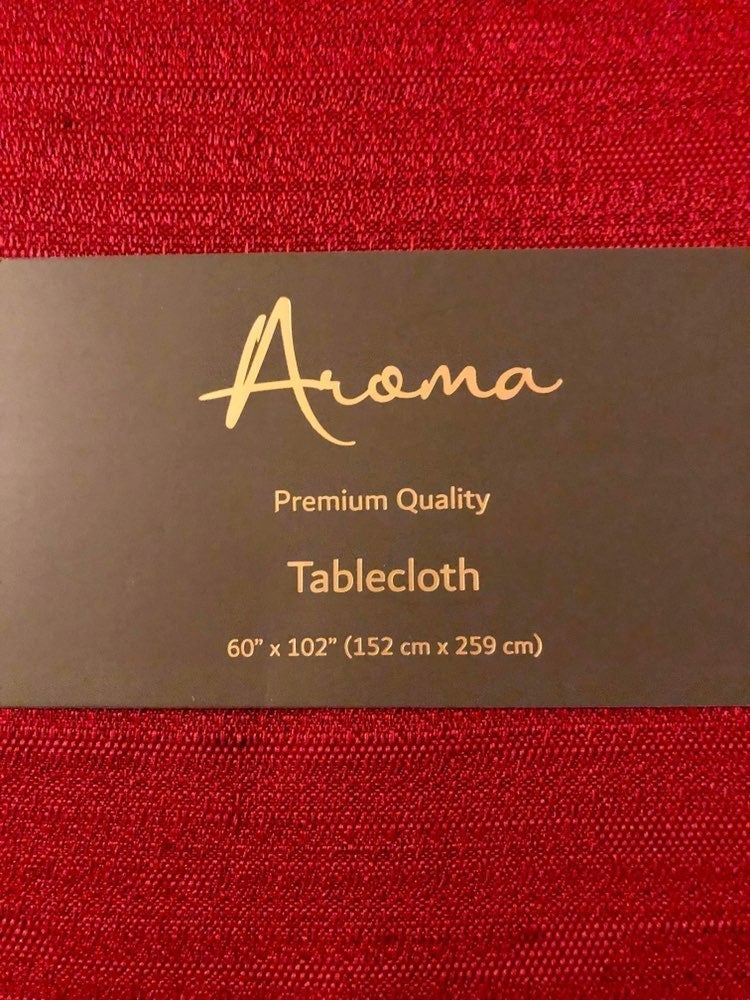 Aroma
Premium Quality
Tablecloth
60” x 102” (152 cm x 259 cm)